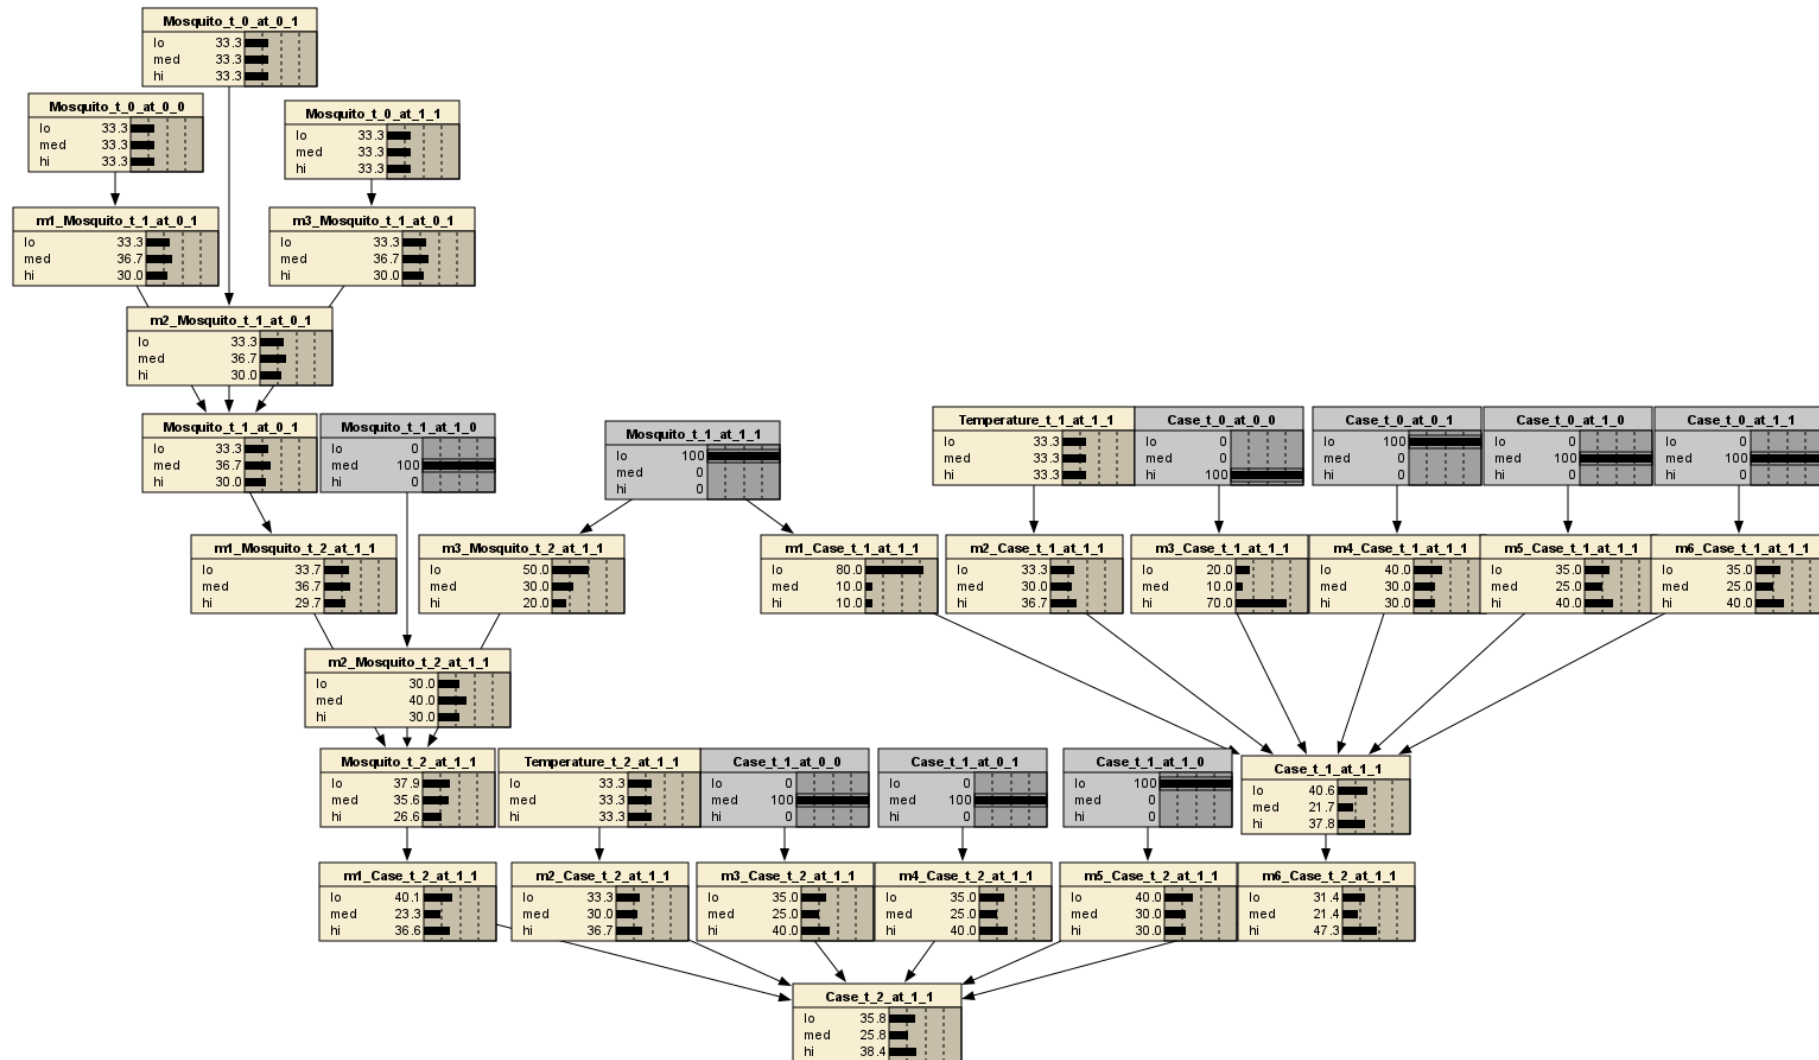 Mosquito_t_0_at_0_1
lo 33.3
med 33.3
hi 33.3
Mosquito_t_0_at_0_0
lo 33.3
med 33.3
hi 33.3
Mosquito_t_0_at_1_1
lo 33.3
med 33.3
hi 33.3
m1_Mosquito_t_1_at_0_1
lo 33.3
med 36.7
hi 30.0
m3_Mosquito_t_1_at_0_1
lo 33.3
med 36.7
hi 30.0
m2_Mosquito_t_1_at_0_1
lo 33.3
med 36.7
hi 30.0
Mosquito_t_1_at_0_1
lo 33.3
med 36.7
hi 30.0
Mosquito_t_1_at_1_0
lo 0
med 100
hi 0
Mosquito_t_1_at_1_1
lo 100
med 0
hi 0
Temperature_t_1_at_1_1
lo 33.3
med 33.3
hi 33.3
Case_t_0_at_0_0
lo 0
med 0
hi 100
Case_t_0_at_0_1
lo 100
med 0
hi 0
Case_t_0_at_1_0
lo 0
med 100
hi 0
Case_t_0_at_1_1
lo 0
med 100
hi 0
m1_Mosquito_t_2_at_1_1
lo 33.7
med 36.7
hi 29.7
m3_Mosquito_t_2_at_1_1
lo 50.0
med 30.0
hi 20.0
m1_Case_t_1_at_1_1
lo 80.0
med 10.0
hi 10.0
m2_Case_t_1_at_1_1
lo 33.3
med 30.0
hi 36.7
m3_Case_t_1_at_1_1
lo 20.0
med 10.0
hi 70.0
m4_Case_t_1_at_1_1
lo 40.0
med 30.0
hi 30.0
m5_Case_t_1_at_1_1
lo 35.0
med 25.0
hi 40.0
m6_Case_t_1_at_1_1
lo 35.0
med 25.0
hi 40.0
m2_Mosquito_t_2_at_1_1
lo 30.0
med 40.0
hi 30.0
Mosquito_t_2_at_1_1
lo 37.9
med 35.6
hi 26.6
Temperature_t_2_at_1_1
lo 33.3
med 33.3
hi 33.3
Case_t_1_at_0_0
lo 0
med 100
hi 0
Case_t_1_at_0_1
lo 0
med 100
hi 0
Case_t_1_at_1_0
lo 100
med 0
hi 0
Case_t_1_at_1_1
lo 40.6
med 21.7
hi 37.8
m1_Case_t_2_at_1_1
lo 40.1
med 23.3
hi 36.6
m2_Case_t_2_at_1_1
lo 33.3
med 30.0
hi 36.7
m3_Case_t_2_at_1_1
lo 35.0
med 25.0
hi 40.0
m4_Case_t_2_at_1_1
lo 35.0
med 25.0
hi 40.0
m5_Case_t_2_at_1_1
lo 40.0
med 30.0
hi 30.0
m6_Case_t_2_at_1_1
lo 31.4
med 21.4
hi 47.3
Case_t_2_at_1_1
lo 35.8
med 25.8
hi 38.4